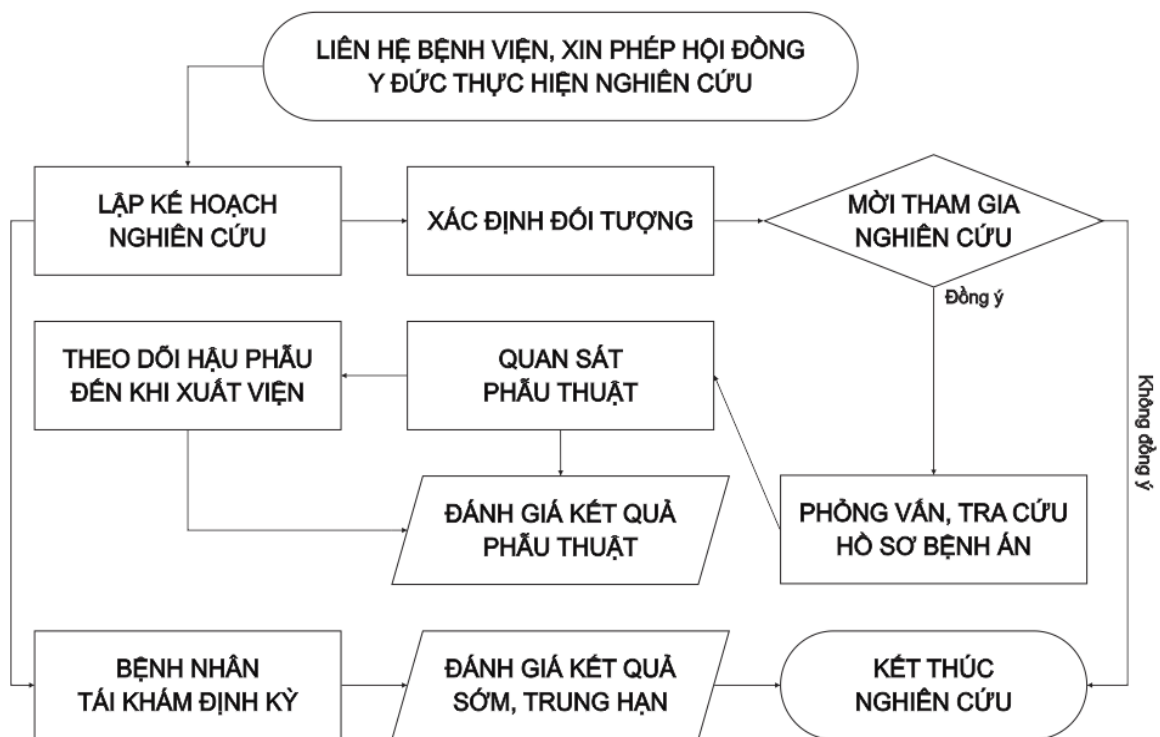 LIÊN HỆ BỆNH VIỆN, XIN PHÉP HỘI ĐỒNG
Y ĐỨC THỰC HIỆN NGHIÊN CỨU
LẬP KẾ HOẠCH
NGHIÊN CỨU
XÁC ĐỊNH ĐỐI TƯỢNG
MỜI THAM GIA
NGHIÊN CỨU
Đồng ý
Không đồng ý
THEO DÕI HẬU PHẪU
ĐẾN KHI XUẤT VIỆN
QUAN SÁT
PHẪU THUẬT
ĐÁNH GIÁ KẾT QUẢ
PHẪU THUẬT
PHỎNG VẤN, TRA CỨU
HỒ SƠ BỆNH ÁN
BỆNH NHÂN
TÁI KHÁM ĐỊNH KỲ
ĐÁNH GIÁ KẾT QUẢ
SỚM, TRUNG HẠN
KẾT THÚC
NGHIÊN CỨU